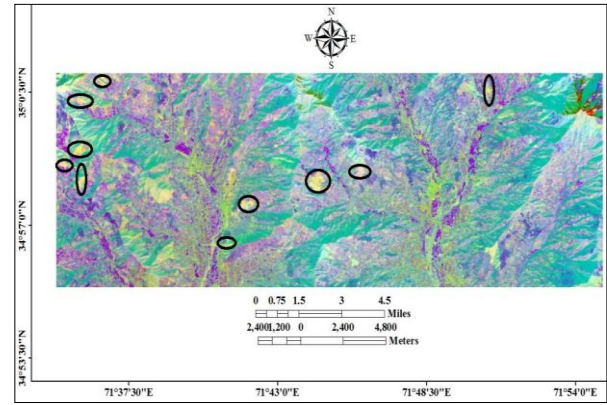 N
W E
S
35°0'30"N
34°57'0"N
34°53'30"N
0 0.75 1.5 3 4.5
Miles
2,400 1,200 0 2,400 4,800
Meters
71°37'30"E 71°43'0"E 71°48'30"E 71°54'0"E